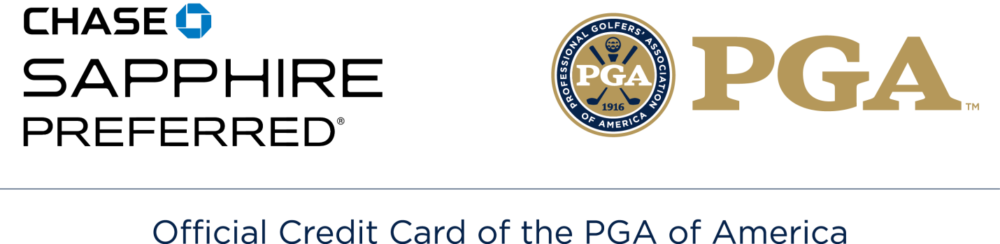 CHASE
SAPPHIRE
PREFERRED®
PROFESSIONAL GOLFERS' ASSOCIATION OF AMERICA
PGA
1916
PGA™
Official Credit Card of the PGA of America